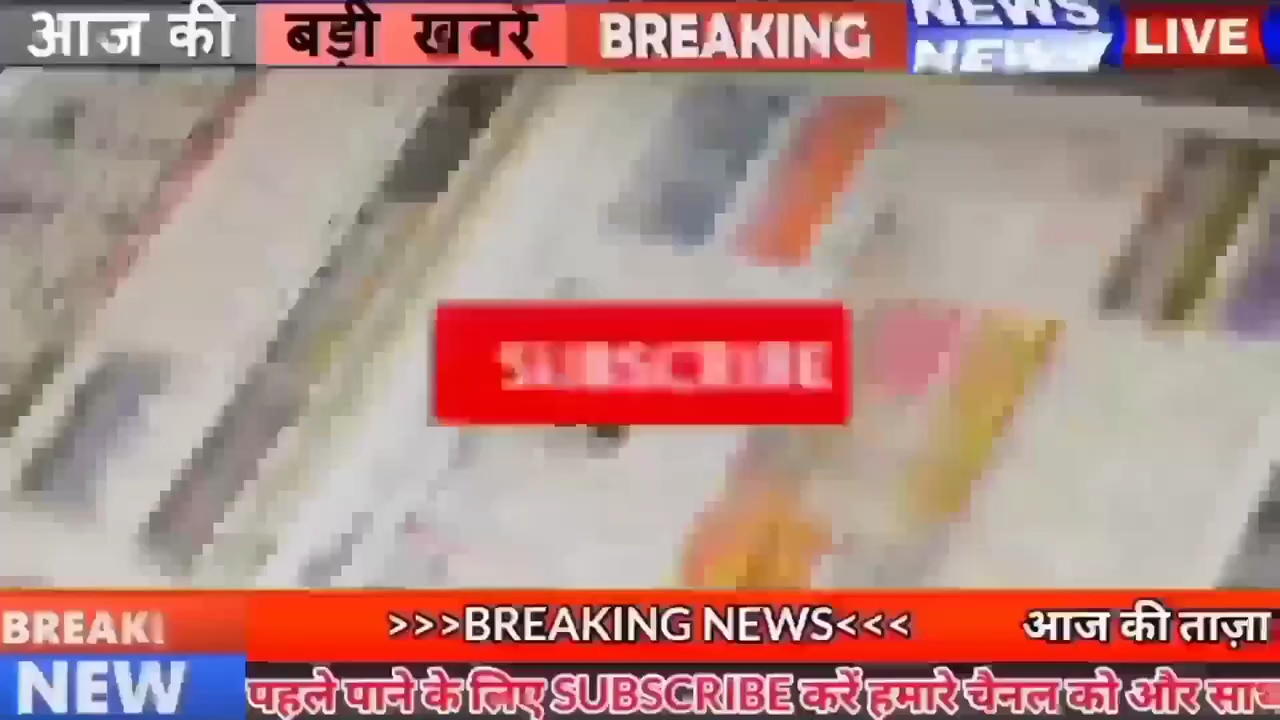 आज की बड़ी खबरें BREAKING NEWS LIVE
NEWS
SUBSCRIBE
BREAKI >>>BREAKING NEWS<<< आज की ताज़ा
NEW पहले पाने के लिए SUBSCRIBE करें हमारे चैनल को और साथ